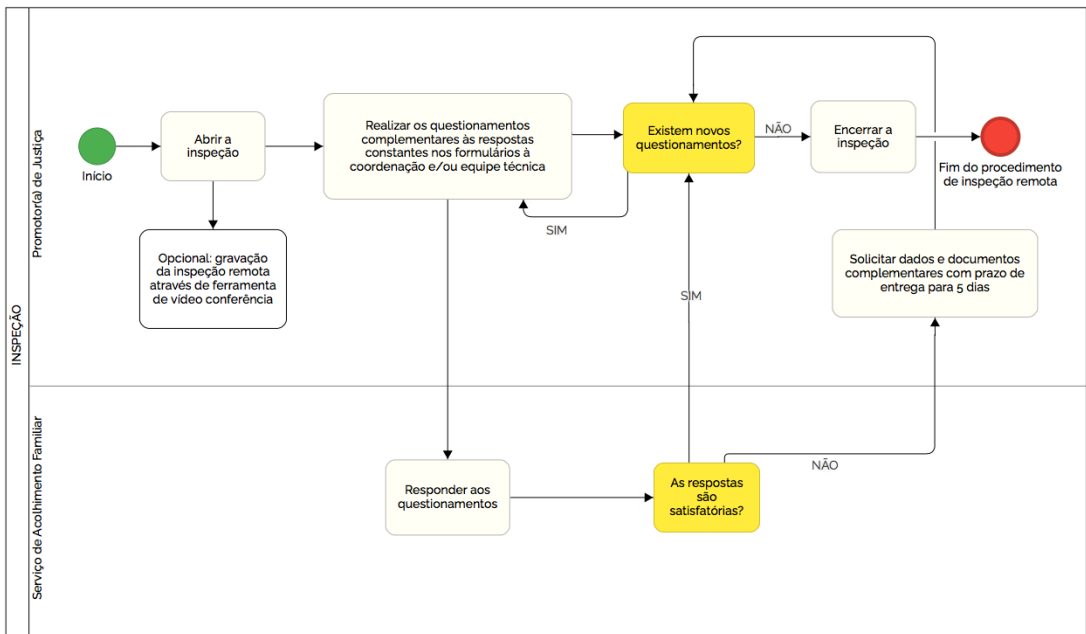 INSPEÇÃO
Promotor(a) de Justiça
Início
Abrir a
inspeção
Opcional: gravação
da inspeção remota
através de ferramenta
de vídeo conferência
Realizar os questionamentos
complementares às respostas
constantes nos formulários à
coordenação e/ou equipe técnica
Existem novos
questionamentos?
SIM
NÃO
Encerrar a
inspeção
Fim do procedimento
de inspeção remota
Solicitar dados e documentos
complementares com prazo de
entrega para 5 dias
SIM
Serviço de Acolhimento Familiar
Responder aos
questionamentos
As respostas
são
satisfatórias?
NÃO